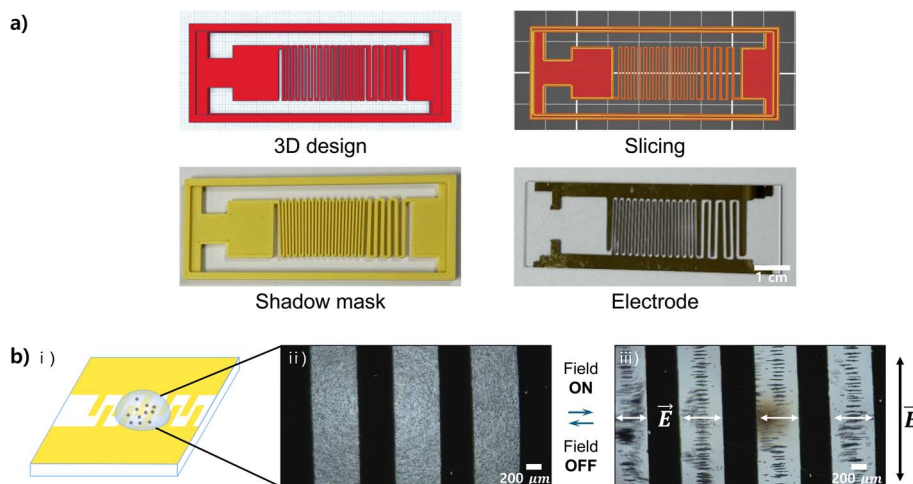 a)
3D design
Slicing
Shadow mask
Electrode
1 cm
b) i)
ii)
Field
ON
Field
OFF
200 μm
iii)
E
E
200 μm